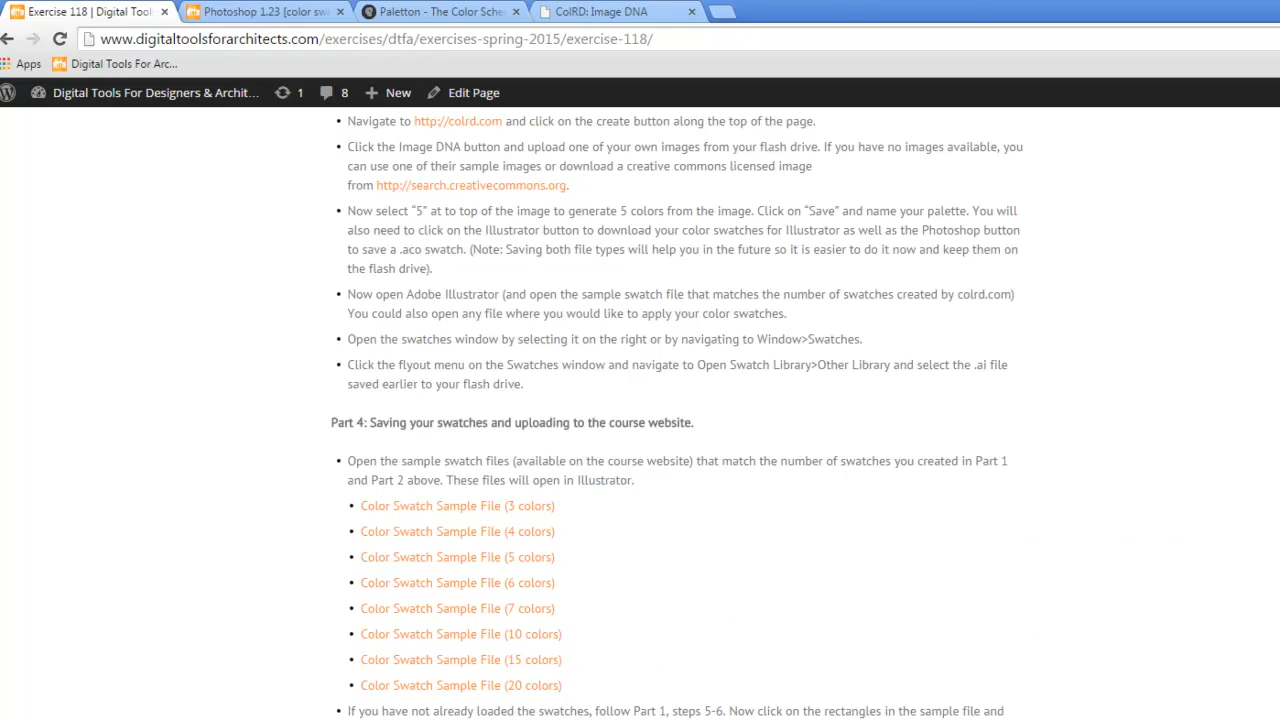 Exercise 118 | Digital Tool:
Photoshop 1.23 [color sw
Paletton - The Color Sche
ColRD: Image DNA
www.digitaltoolsforarchitects.com/exercises/dtfa/exercises-spring-2015/exercise-118/
Apps
Digital Tools For Arc...
Digital Tools For Designers & Archit...
1
8
New
Edit Page
• Navigate to http://colrd.com and click on the create button along the top of the page.
• Click the Image DNA button and upload one of your own images from your flash drive. If you have no images available, you
can use one of their sample images or download a creative commons licensed image
from http://search.creativecommons.org.
• Now select “5” at to top of the image to generate 5 colors from the image. Click on “Save” and name your palette. You will
also need to click on the Illustrator button to download your color swatches for Illustrator as well as the Photoshop button
to save a .aco swatch. (Note: Saving both file types will help you in the future so it is easier to do it now and keep them on
the flash drive).
• Now open Adobe Illustrator (and open the sample swatch file that matches the number of swatches created by colrd.com)
You could also open any file where you would like to apply your color swatches.
• Open the swatches window by selecting it on the right or by navigating to Window>Swatches.
• Click the flyout menu on the Swatches window and navigate to Open Swatch Library>Other Library and select the .ai file
saved earlier to your flash drive.
Part 4: Saving your swatches and uploading to the course website.
• Open the sample swatch files (available on the course website) that match the number of swatches you created in Part 1
and Part 2 above. These files will open in Illustrator.
• Color Swatch Sample File (3 colors)
• Color Swatch Sample File (4 colors)
• Color Swatch Sample File (5 colors)
• Color Swatch Sample File (6 colors)
• Color Swatch Sample File (7 colors)
• Color Swatch Sample File (10 colors)
• Color Swatch Sample File (15 colors)
• Color Swatch Sample File (20 colors)
• If you have not already loaded the swatches, follow Part 1, steps 5-6. Now click on the rectangles in the sample file and